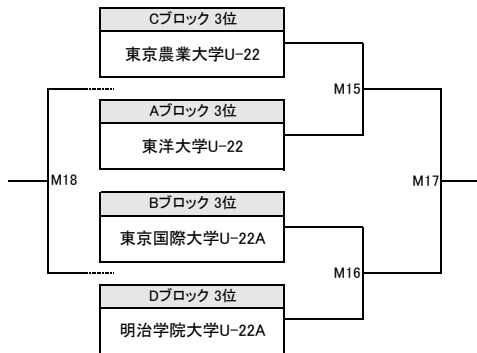 Cブロック 3位
東京農業大学U-22
M15
Aブロック 3位
東洋大学U-22
M18
M17
Bブロック 3位
東京国際大学U-22A
M16
Dブロック 3位
明治学院大学U-22A